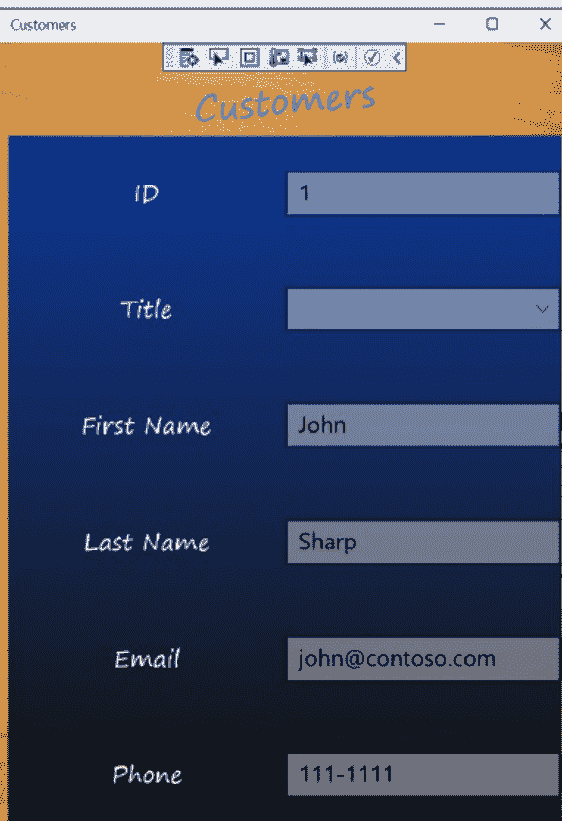 Customers
Customers
ID 1
Title
First Name John
Last Name Sharp
Email john@contoso.com
Phone 111-1111